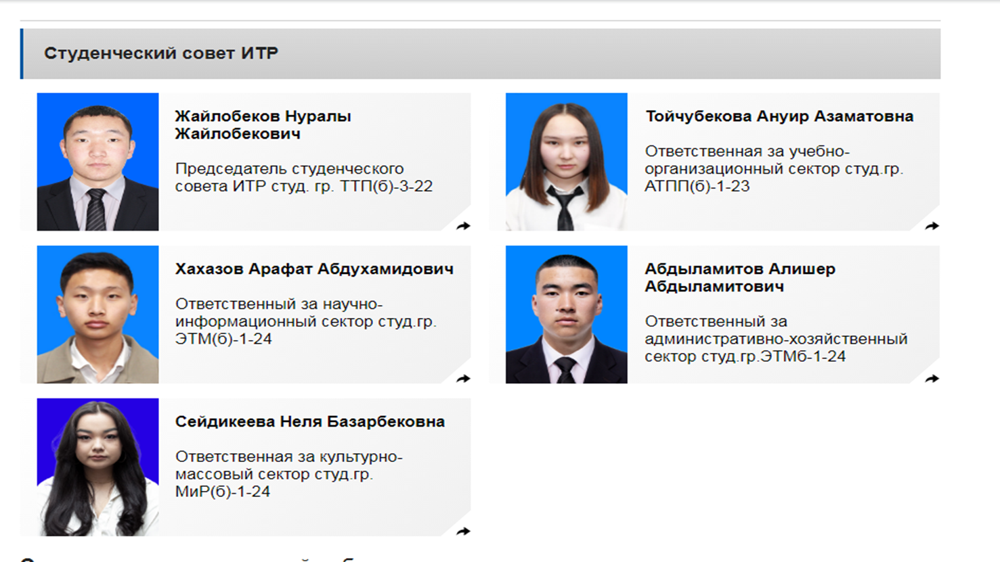 Студенческий совет ИТР
Жайлобеков Нуралы
Жайлобекович
Председатель студенческого
совета ИТР студ. гр. ТТП(б)-3-22
Тойчубекова Ануир Азаматовна
Ответственная за учебно-
организационный сектор студ.гр.
АТПП(б)-1-23
Хахазов Арафат Абдухамидович
Ответственный за научно-
информационный сектор студ.гр.
ЭТМ(б)-1-24
Абдыламитов Алишер
Абдыламитович
Ответственный за
административно-хозяйственный
сектор студ.гр.ЭТМб-1-24
Сейдикеева Неля Базарбековна
Ответственная за культурно-
массовый сектор студ.гр.
МиР(б)-1-24